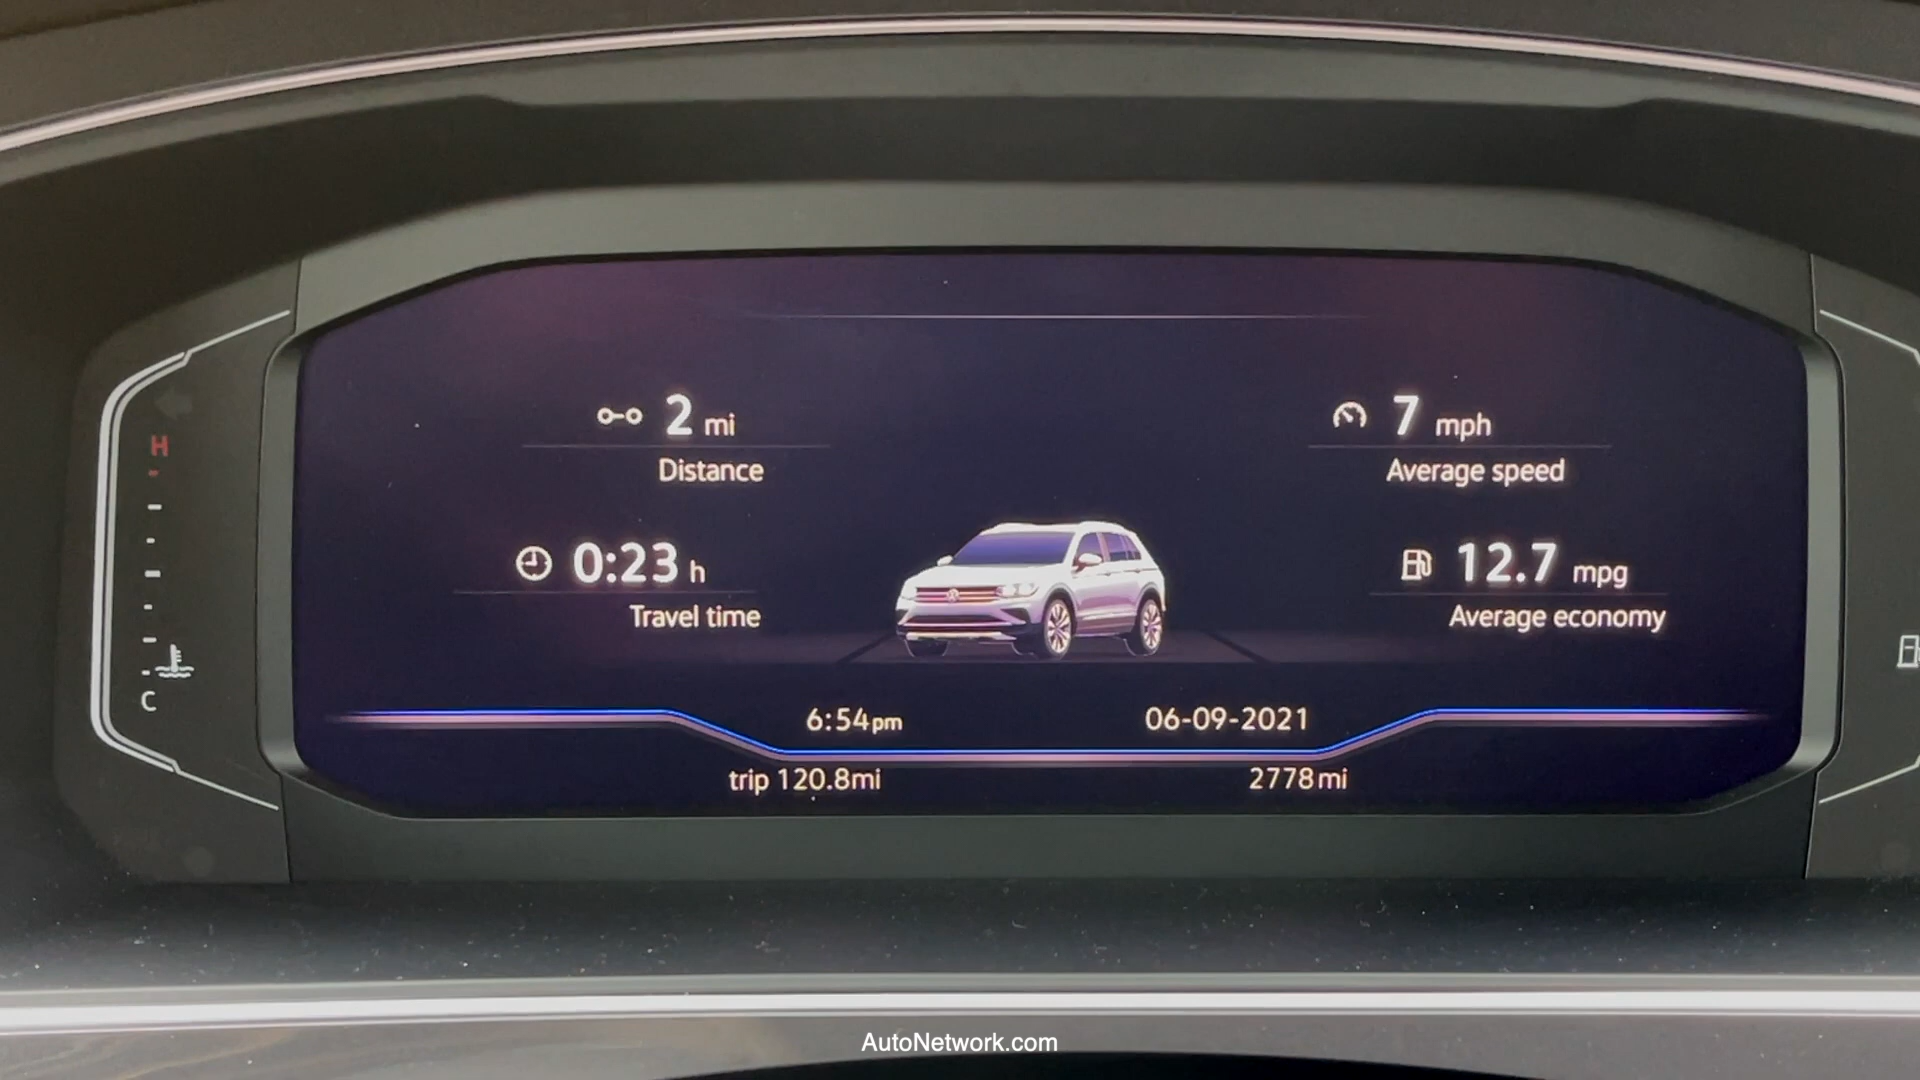 2 mi
Distance
7 mph
Average speed
H
0:23 h
Travel time
12.7 mpg
Average economy
C
6:54pm
06-09-2021
trip 120.8mi
2778mi
AutoNetwork.com